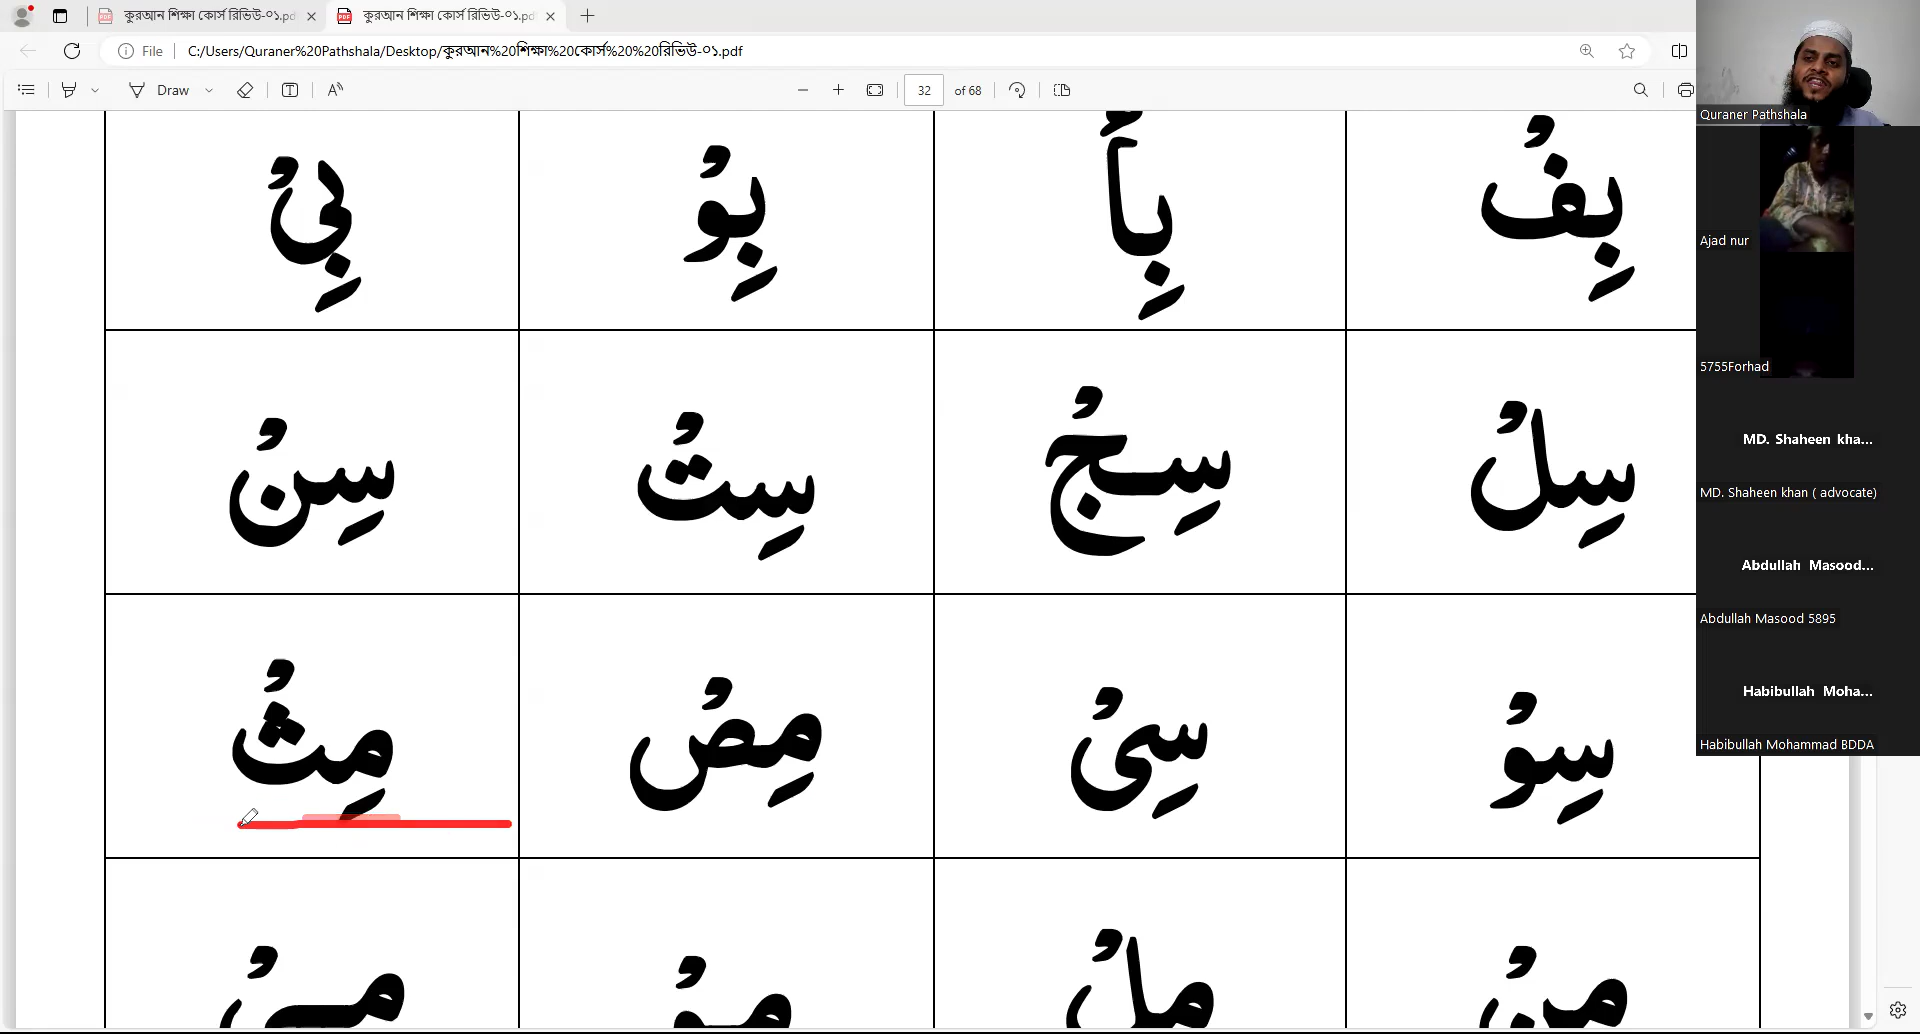 কুরআন শিক্ষা কোর্স রিভিউ-০১.pd
কুরআন শিক্ষা কোর্স রিভিউ-০১.pd
File
C:/Users/Quraner%20Pathshala/Desktop/কুরআন%20শিক্ষা%20কোর্স%20%20রিভিউ-০১.pdf
Draw
32 of 68
بِفُ بِأُ بِوُ بِيُ
سِلُ سِجُ سِتُ سِنُ
سِوُ سِىُ مِصُ مِثُ
Quraner Pathshala
Ajad nur
5755Forhad
MD. Shaheen kha...
MD. Shaheen khan ( advocate)
Abdullah Masood...
Abdullah Masood 5895
Habibullah Moha...
Habibullah Mohammad BDDA